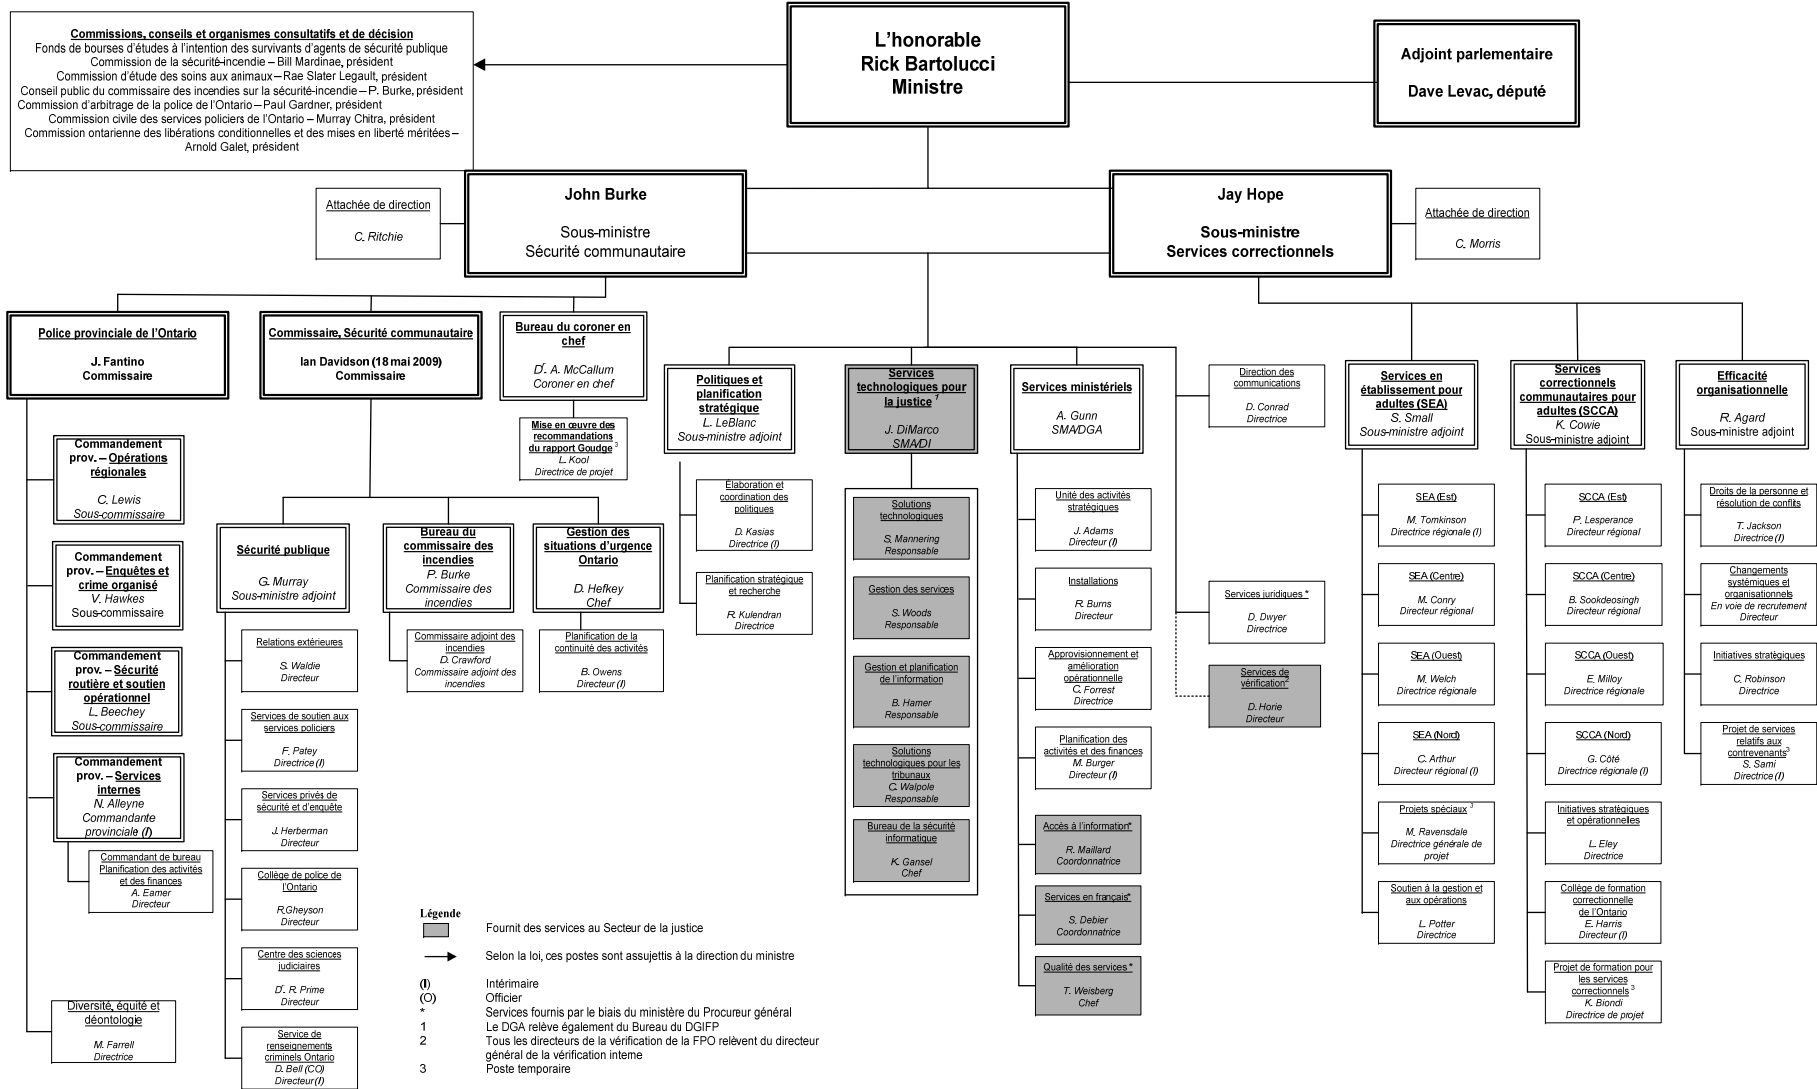 Commissions, conseils et organismes consultatifs et de décision
Fonds de bourses d'études à l'intention des survivants d'agents de sécurité publique
Commission de la sécurité-incendie – Bill Mardinae, président
Commission d'étude des soins aux animaux – Rae Slater Legault, président
Conseil public du commissaire des incendies sur la sécurité-incendie – P. Burke, président
Commission d'arbitrage de la police de l'Ontario – Paul Gardner, président
Commission civile des services policiers de l'Ontario – Murray Chitra, président
Commission ontarienne des libérations conditionnelles et des mises en liberté méritées –
Arnold Galet, président
L'honorable
Rick Bartolucci
Ministre
Adjoint parlementaire
Dave Levac, député
Attachée de direction
C. Ritchie
John Burke
Sous-ministre
Sécurité communautaire
Jay Hope
Sous-ministre
Services correctionnels
Attachée de direction
C. Morris
Police provinciale de l'Ontario
J. Fantino
Commissaire
Commandement
prov. – Opérations
régionales
C. Lewis
Sous-commissaire
Commandement
prov. – Enquêtes et
crime organisé
V. Hawkes
Sous-commissaire
Commandement
prov. – Sécurité
routière et soutien
opérationnel
L. Beechey
Sous-commissaire
Commandement
prov. – Services
internes
N. Alleyne
Commandante
provinciale (I)
Commandant de bureau
Planification des activités
et des finances
A. Eamer
Directeur
Diversité, équité et
déontologie
M. Farrell
Directrice
Commissaire, Sécurité communautaire
Ian Davidson (18 mai 2009)
Commissaire
Sécurité publique
G. Murray
Sous-ministre adjoint
Relations extérieures
S. Waldie
Directeur
Services de soutien aux
services policiers
F. Patey
Directrice (I)
Services privés de
sécurité et d'enquête
J. Herberman
Directeur
Collège de police de
l'Ontario
R.Gheyson
Directeur
Centre des sciences
judiciaires
Dr. R. Prime
Directeur
Service de
renseignements
criminels Ontario
D. Bell (CO)
Directeur (I)
Bureau du
commissaire des
incendies
P. Burke
Commissaire des
incendies
Commissaire adjoint des
incendies
D. Crawford
Commissaire adjoint des
incendies
Gestion des
situations d'urgence
Ontario
D. Hefkey
Chef
Planification de la
continuité des activités
B. Owens
Directeur (I)
Bureau du coroner en
chef
Dr. A. McCallum
Coroner en chef
Mise en œuvre des
recommandations
du rapport Goudge 3
L. Kool
Directrice de projet
Politiques et
planification
stratégique
L. LeBlanc
Sous-ministre adjoint
Élaboration et
coordination des
politiques
D. Kasias
Directrice (I)
Planification stratégique
et recherche
R. Kulendran
Directrice
Services
technologiques pour
la justice 1
J. DiMarco
SMA/DI
Solutions
technologiques
S. Mannering
Responsable
Gestion des services
S. Woods
Responsable
Gestion et planification
de l'information
B. Hamer
Responsable
Solutions
technologiques pour les
tribunaux
C. Walpole
Responsable
Bureau de la sécurité
informatique
K. Gansel
Chef
Services ministériels
A. Gunn
SMA/DGA
Unité des activités
stratégiques
J. Adams
Directeur (I)
Installations
R. Burns
Directeur
Approvisionnement et
amélioration
opérationnelle
C. Forrest
Directrice
Planification des
activités et des finances
M. Burger
Directeur (I)
Accès à l'information*
R. Maillard
Coordonnatrice
Services en français*
S. Debier
Coordonnatrice
Qualité des services *
T. Weisberg
Chef
Direction des
communications
D. Conrad
Directrice
Services juridiques *
D. Dwyer
Directrice
Services de
vérification2
D. Horie
Directeur
Services en
établissement pour
adultes (SEA)
S. Small
Sous-ministre adjoint
SEA (Est)
M. Tomkinson
Directrice régionale (I)
SEA (Centre)
M. Conry
Directeur régional
SEA (Ouest)
M. Welch
Directrice régionale
SEA (Nord)
C. Arthur
Directeur régional (I)
Projets spéciaux 3
M. Ravensdale
Directrice générale de
projet
Soutien à la gestion et
aux opérations
L. Potter
Directrice
Services
correctionnels
communautaires pour
adultes (SCCA)
K. Cowie
Sous-ministre adjoint
SCCA (Est)
P. Lesperance
Directeur régional
SCCA (Centre)
B. Sookdeosingh
Directeur régional
SCCA (Ouest)
E. Milloy
Directrice régionale
SCCA (Nord)
G. Côté
Directrice régionale (I)
Initiatives stratégiques
et opérationnelles
L. Eley
Directrice
Collège de formation
correctionnelle
de l'Ontario
E. Harris
Directeur (I)
Projet de formation pour
les services
correctionnels 3
K. Biondi
Directrice de projet
Efficacité
organisationnelle
R. Agard
Sous-ministre adjoint
Droits de la personne et
résolution de conflits
T. Jackson
Directrice (I)
Changements
systémiques et
organisationnels
En voie de recrutement
Directeur
Initiatives stratégiques
C. Robinson
Directrice
Projet de services
relatifs aux
contrevenants3
S. Sami
Directrice (I)
Légende
Fournit des services au Secteur de la justice
Selon la loi, ces postes sont assujettis à la direction du ministre
(I) Intérimaire
(O) Officier
* Services fournis par le biais du ministère du Procureur général
1 Le DGA relève également du Bureau du DGIFP
2 Tous les directeurs de la vérification de la FPO relèvent du directeur
général de la vérification interne
3 Poste temporaire